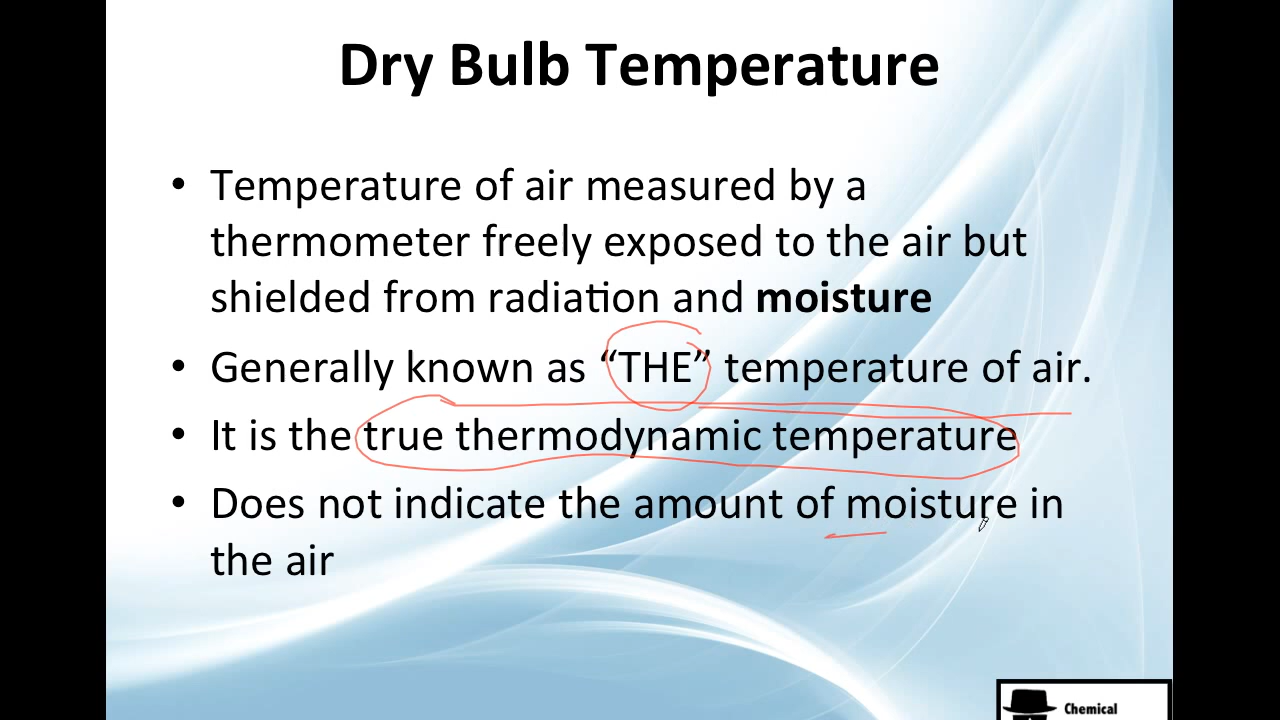 Dry Bulb Temperature
• Temperature of air measured by a
thermometer freely exposed to the air but
shielded from radiation and moisture
• Generally known as “THE” temperature of air.
• It is the true thermodynamic temperature
• Does not indicate the amount of moisture in
the air
Chemical